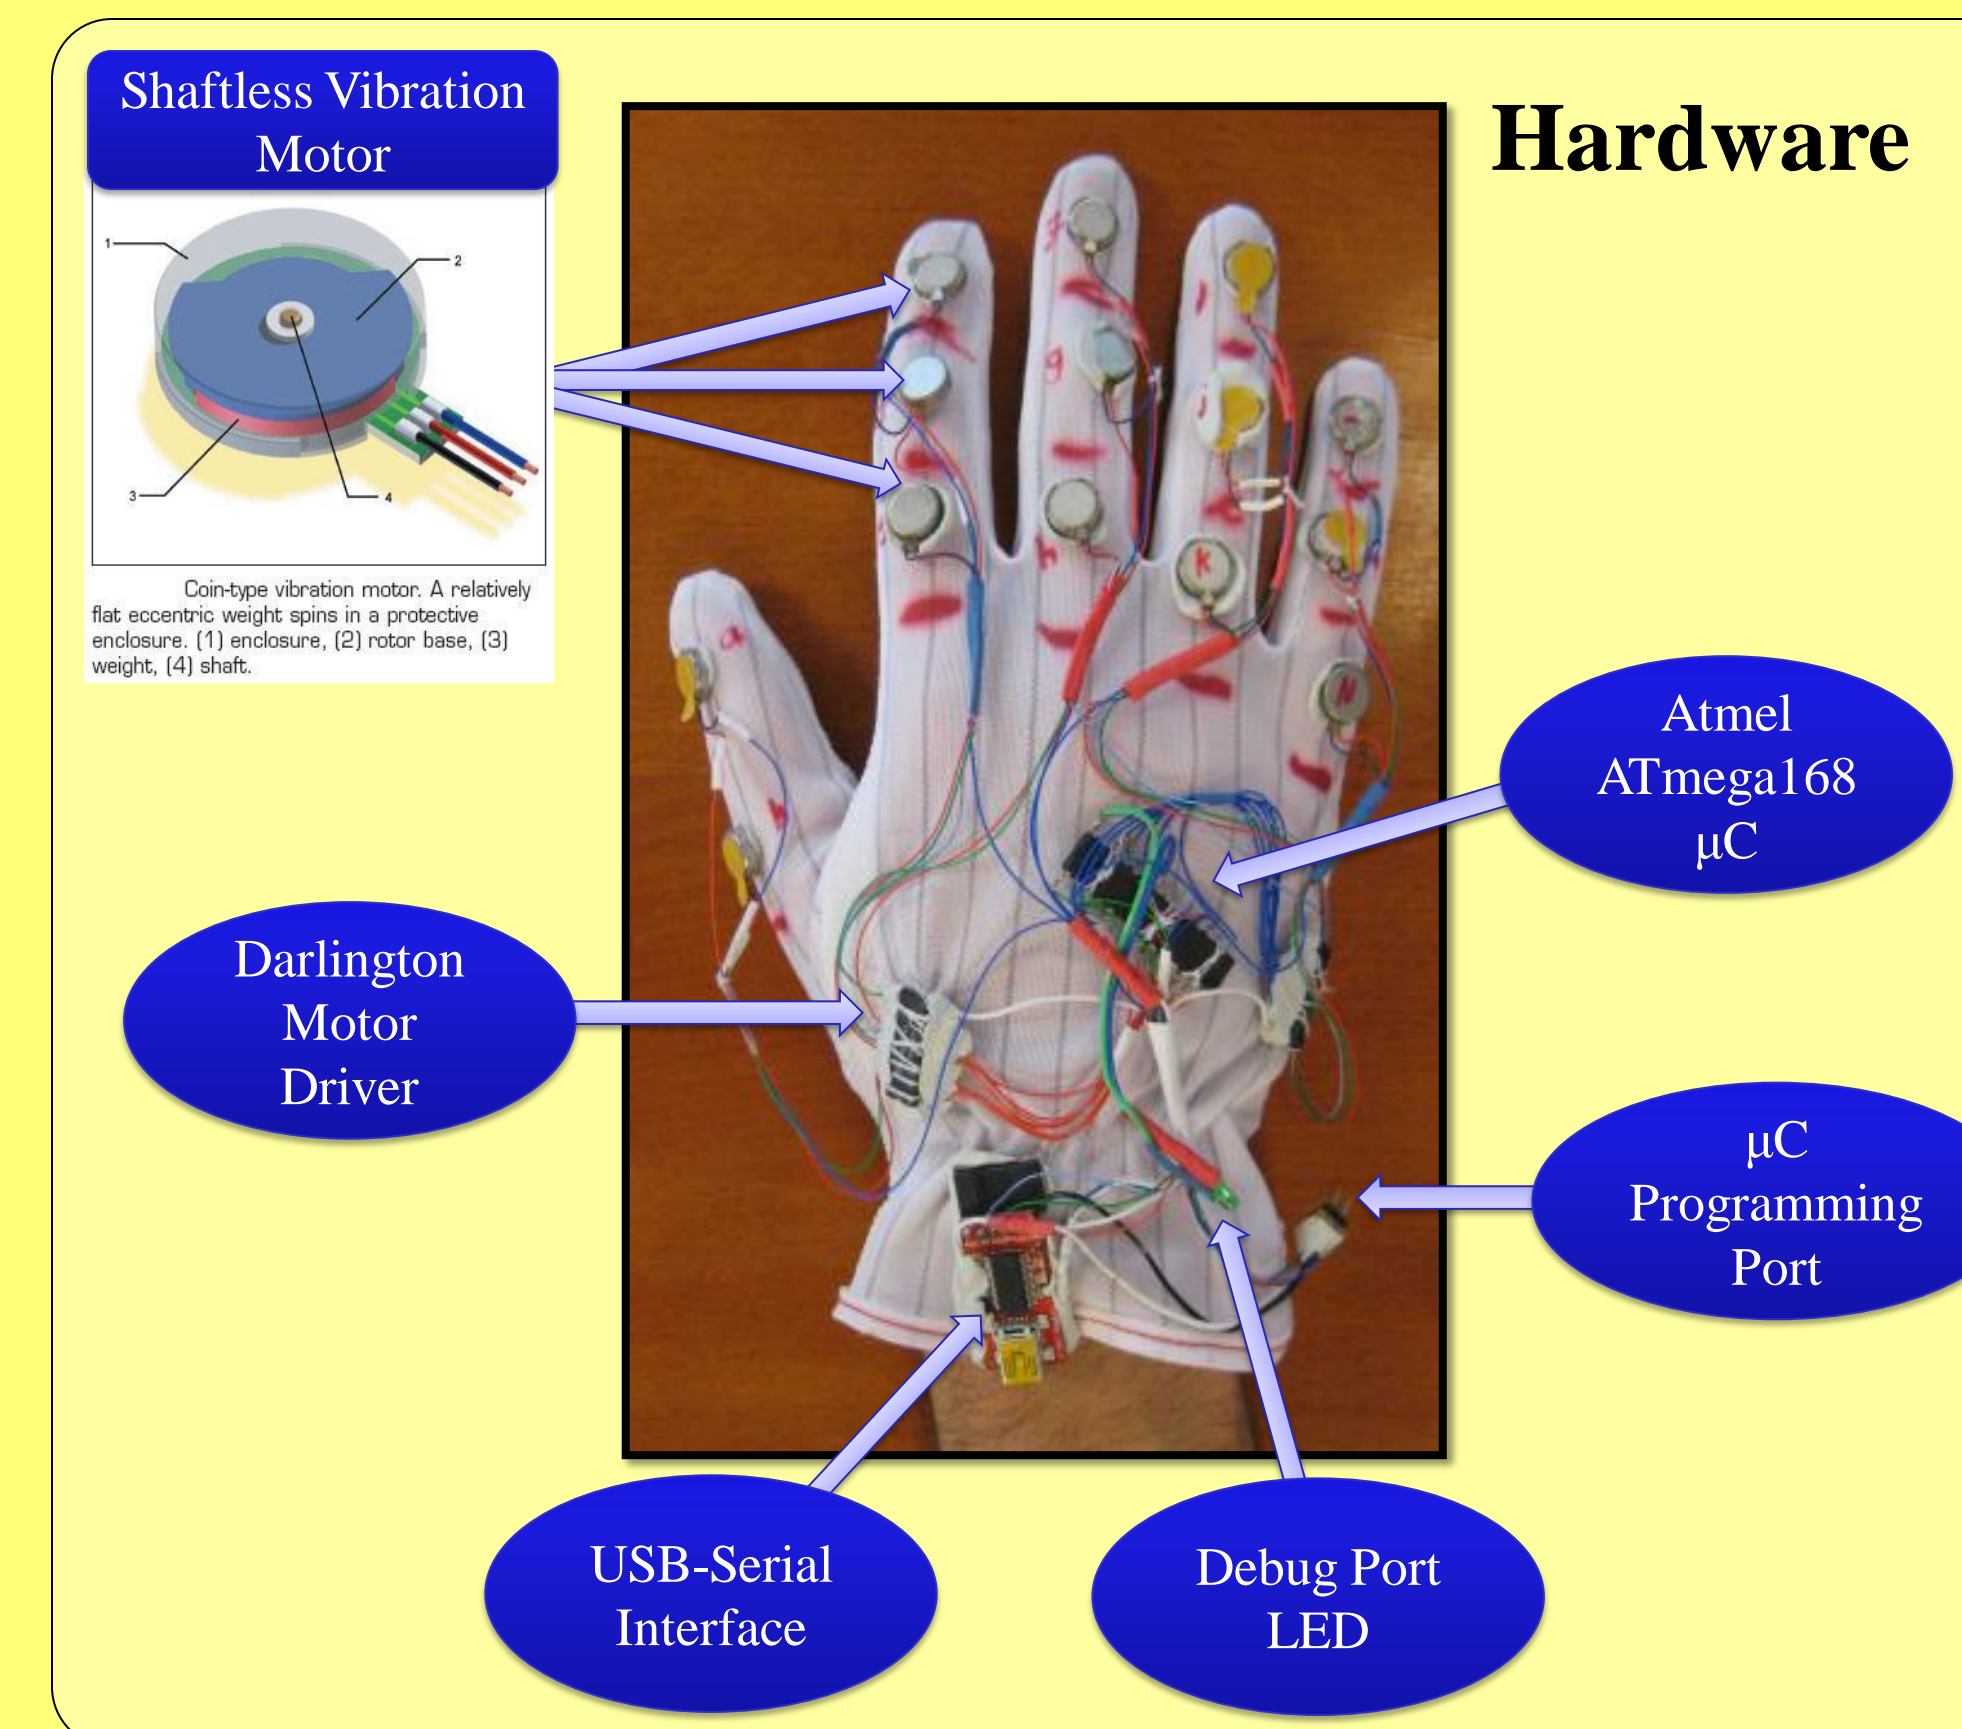 Shaftless Vibration
Motor
Hardware
1
2
3
4
Coin-type vibration motor. A relatively
flat eccentric weight spins in a protective
enclosure. (1) enclosure, (2) rotor base, (3)
weight, (4) shaft.
a
g
h
J
K
N
Atmel
ATmega168
μC
Darlington
Motor
Driver
μC
Programming
Port
USB-Serial
Interface
Debug Port
LED